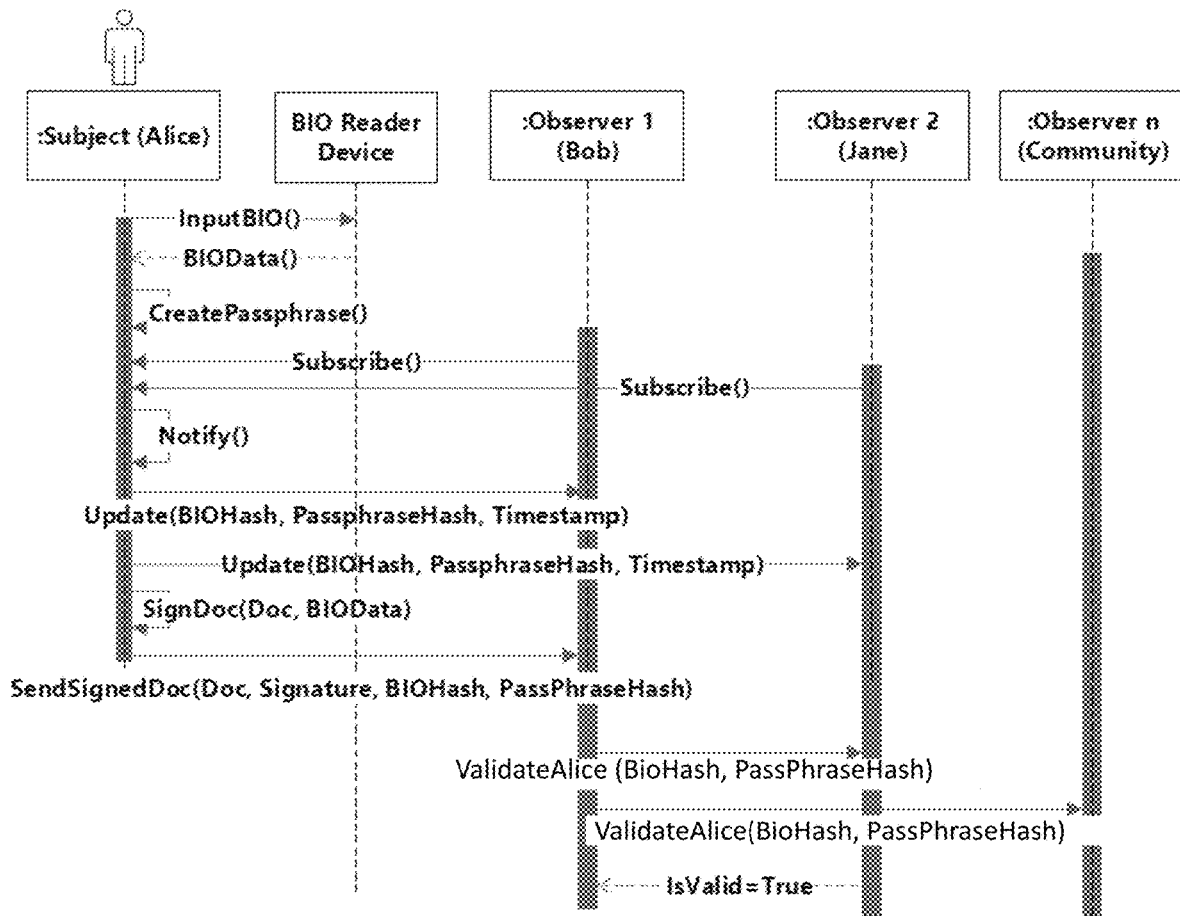 :Subject (Alice)
BIO Reader
Device
:Observer 1
(Bob)
:Observer 2
(Jane)
:Observer n
(Community)
InputBIO()
BIOData()
CreatePassphrase()
Subscribe()
Subscribe()
Notify()
Update(BIOHash, PassphraseHash, Timestamp)
Update(BIOHash, PassphraseHash, Timestamp)
SignDoc(Doc, BIOData)
SendSignedDoc(Doc, Signature, BIOHash, PassPhraseHash)
ValidateAlice (BioHash, PassPhraseHash)
ValidateAlice(BioHash, PassPhraseHash)
IsValid=True